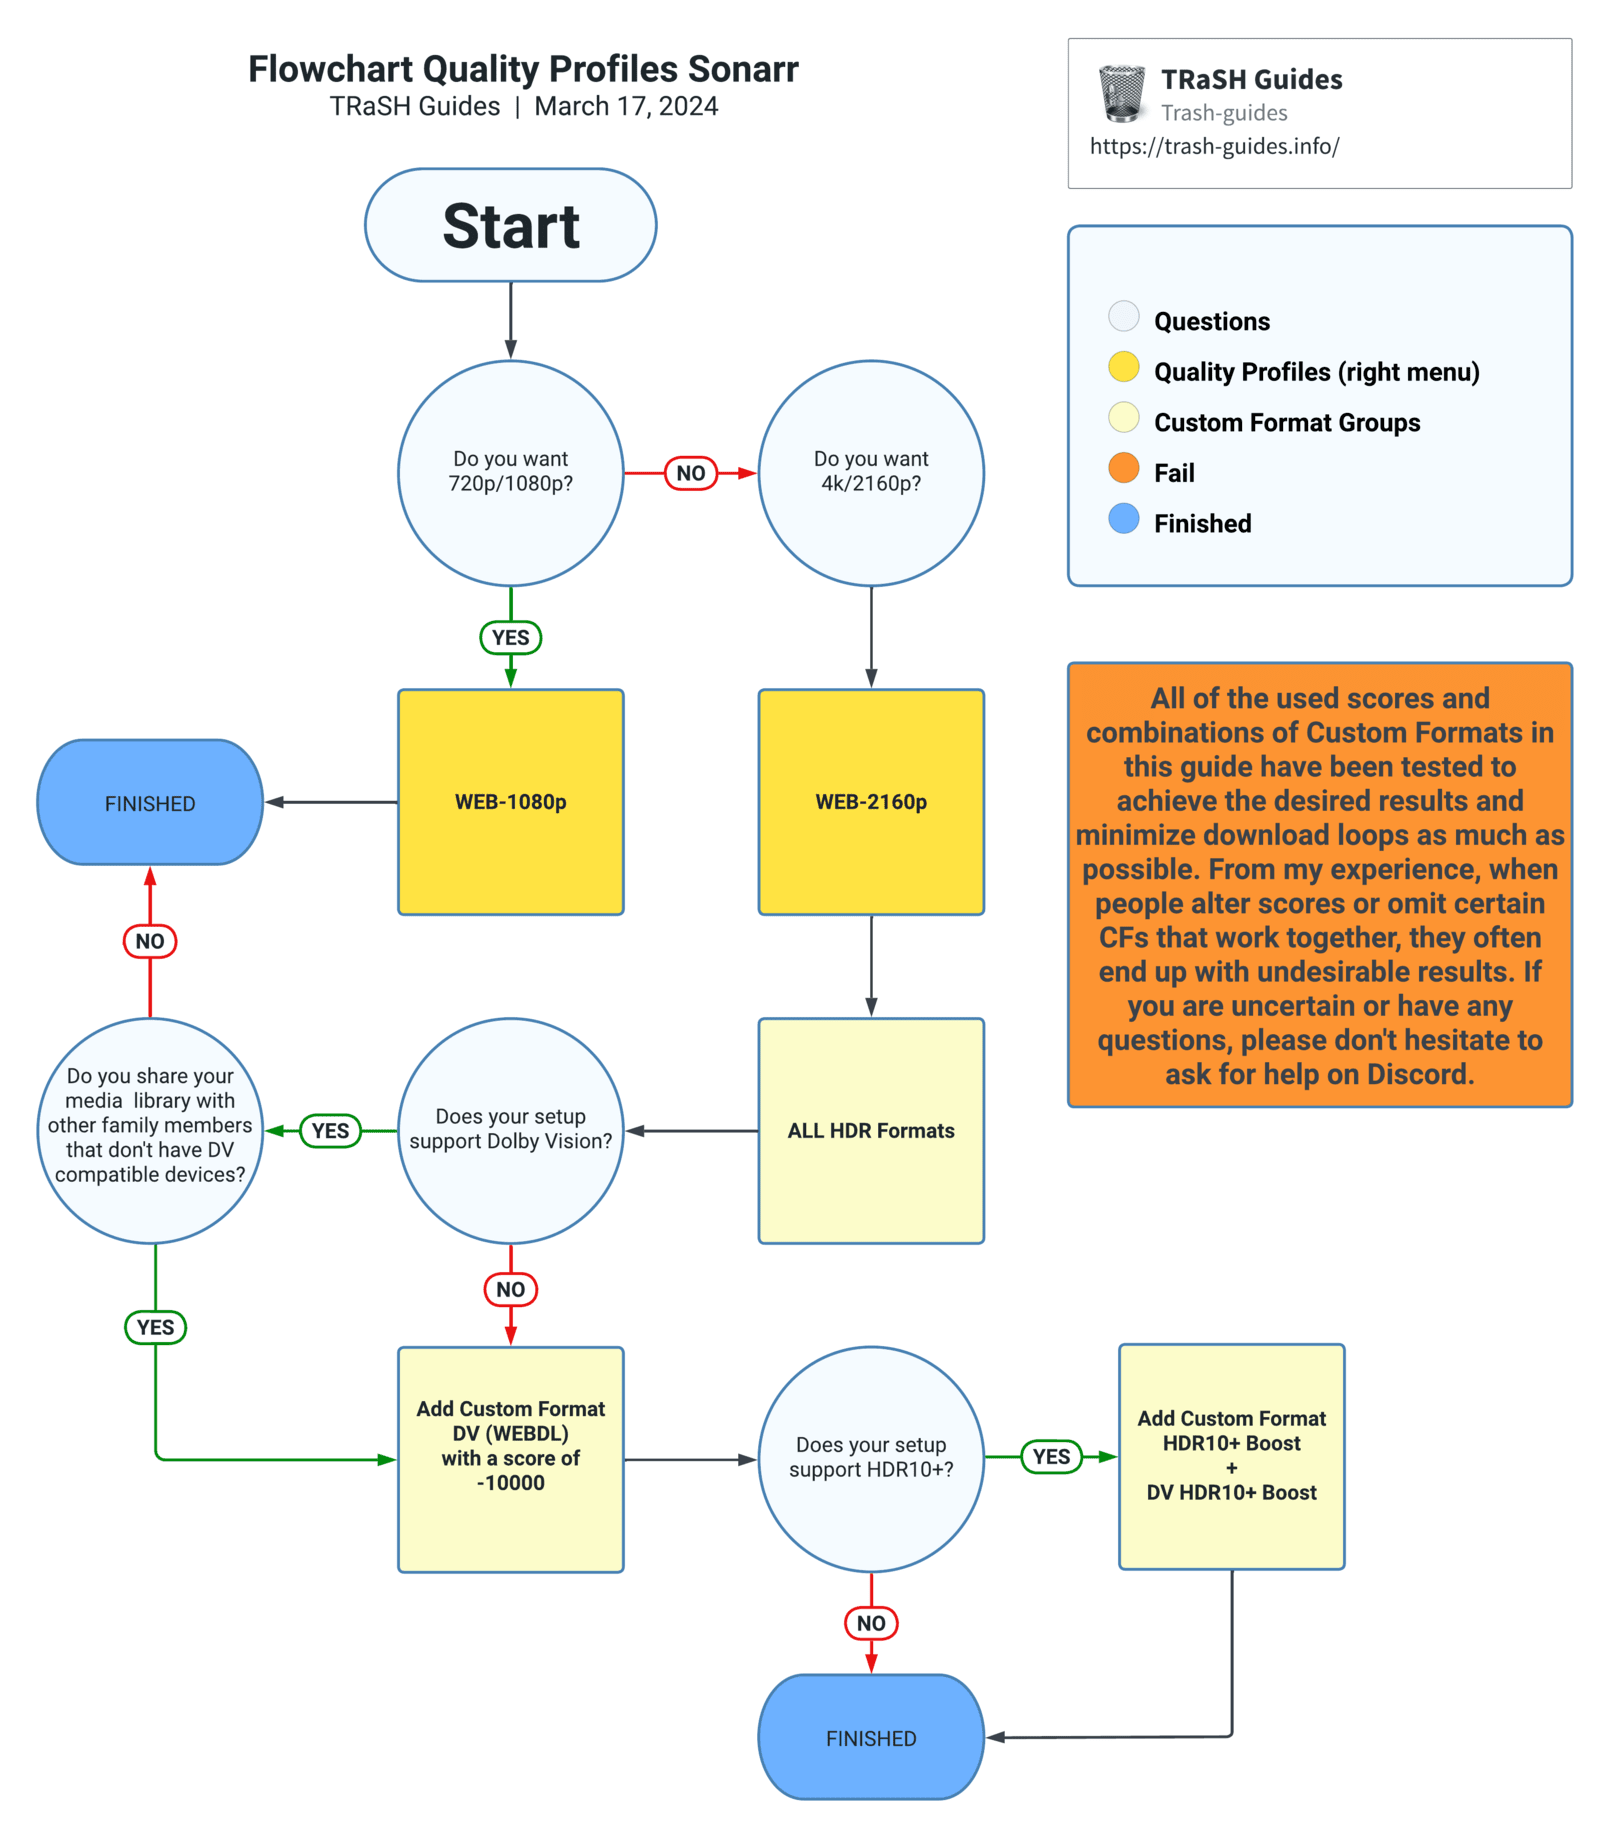 Flowchart Quality Profiles Sonarr
TRaSH Guides | March 17, 2024
TRaSH Guides
Trash-guides
https://trash-guides.info/
Start
Questions
Quality Profiles (right menu)
Custom Format Groups
Fail
Finished
Do you want
720p/1080p?
NO
Do you want
4k/2160p?
YES
WEB-1080p
WEB-2160p
FINISHED
All of the used scores and
combinations of Custom Formats in
this guide have been tested to
achieve the desired results and
minimize download loops as much as
possible. From my experience, when
people alter scores or omit certain
CFs that work together, they often
end up with undesirable results. If
you are uncertain or have any
questions, please don't hesitate to
ask for help on Discord.
NO
Do you share your
media  library with
other family members
that don't have DV
compatible devices?
YES
Does your setup
support Dolby Vision?
ALL HDR Formats
NO
YES
Add Custom Format
DV (WEBDL)
with a score of
-10000
Does your setup
support HDR10+?
YES
Add Custom Format
HDR10+ Boost
+
DV HDR10+ Boost
NO
FINISHED